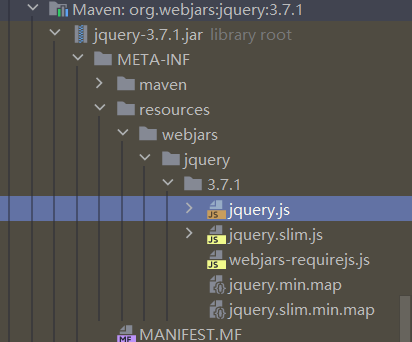 Maven: org.webjars:jquery:3.7.1
jquery-3.7.1.jar library root
META-INF
maven
resources
webjars
jquery
3.7.1
JS jquery.js
JS jquery.slim.js
JS webjars-requirejs.js
jquery.min.map
jquery.slim.min.map
MF MANIFEST.MF